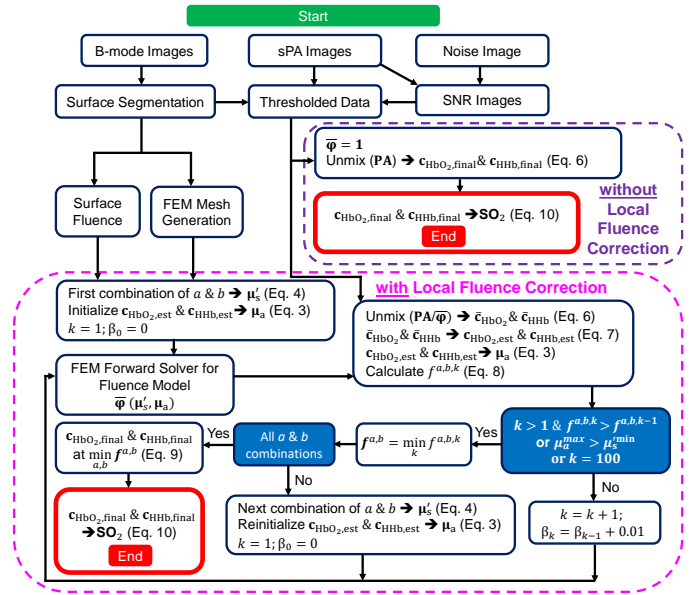 Start
B-mode Images
sPA Images
Noise Image
Surface Segmentation
Thresholded Data
SNR Images
φ̅ = 1
Unmix (PA) ➔ c_HbO₂,final & c_HHb,final (Eq. 6)
c_HbO₂,final & c_HHb,final ➔SO₂ (Eq. 10)
End
without
Local
Fluence
Correction
Surface
Fluence
FEM Mesh
Generation
with Local Fluence Correction
First combination of a & b ➔ μ′ₛ (Eq. 4)
Initialize c_HbO₂,est & c_HHb,est ➔ μₐ (Eq. 3)
k = 1; β₀ = 0
Unmix (PA/φ̅) ➔ c̄_HbO₂ & c̄_HHb (Eq. 6)
c̄_HbO₂ & c̄_HHb ➔ c_HbO₂,est & c_HHb,est (Eq. 7)
c_HbO₂,est & c_HHb,est ➔ μₐ (Eq. 3)
Calculate f^{a,b,k} (Eq. 8)
FEM Forward Solver for
Fluence Model
φ̅ (μ′ₛ, μₐ)
k > 1 & f^{a,b,k} > f^{a,b,k−1}
or μₐ^{max} > μₛ^{′min}
or k = 100
Yes
f^{a,b} = min_k f^{a,b,k}
All a & b
combinations
Yes
c_HbO₂,final & c_HHb,final
at min_{a,b} f^{a,b} (Eq. 9)
No
No
c_HbO₂,final & c_HHb,final
➔SO₂ (Eq. 10)
End
Next combination of a & b ➔ μ′ₛ (Eq. 4)
Reinitialize c_HbO₂,est & c_HHb,est ➔ μₐ (Eq. 3)
k = 1; β₀ = 0
k = k + 1;
β_k = β_{k−1} + 0.01